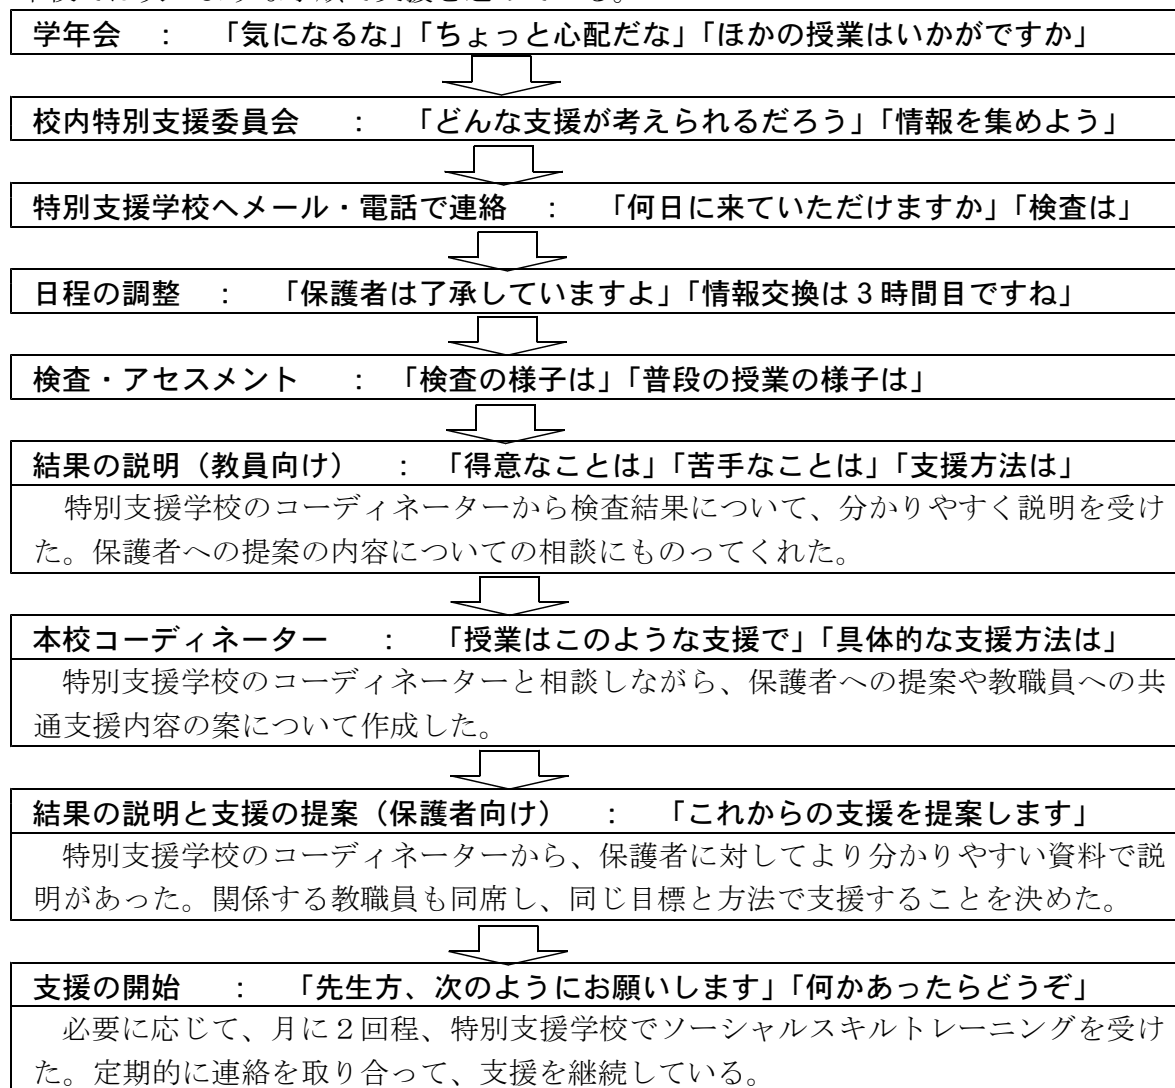 学年会　：　「気になるな」「ちょっと心配だな」「ほかの授業はいかがですか」
校内特別支援委員会　：　「どんな支援が考えられるだろう」「情報を集めよう」
特別支援学校へメール・電話で連絡　：　「何日に来ていただけますか」「検査は」
日程の調整　：　「保護者は了承していますよ」「情報交換は３時間目ですね」
検査・アセスメント　：　「検査の様子は」「普段の授業の様子は」
結果の説明（教員向け）　：　「得意なことは」「苦手なことは」「支援方法は」
特別支援学校のコーディネーターから検査結果について、分かりやすく説明を受け
た。保護者への提案の内容についての相談にものってくれた。
本校コーディネーター　：　「授業はこのような支援で」「具体的な支援方法は」
特別支援学校のコーディネーターと相談しながら、保護者への提案や教職員への共
通支援内容の案について作成した。
結果の説明と支援の提案（保護者向け）　：　「これからの支援を提案します」
特別支援学校のコーディネーターから、保護者に対してより分かりやすい資料で説
明があった。関係する教職員も同席し、同じ目標と方法で支援することを決めた。
支援の開始　：　「先生方、次のようにお願いします」「何かあったらどうぞ」
必要に応じて、月に２回程、特別支援学校でソーシャルスキルトレーニングを受け
た。定期的に連絡を取り合って、支援を継続している。